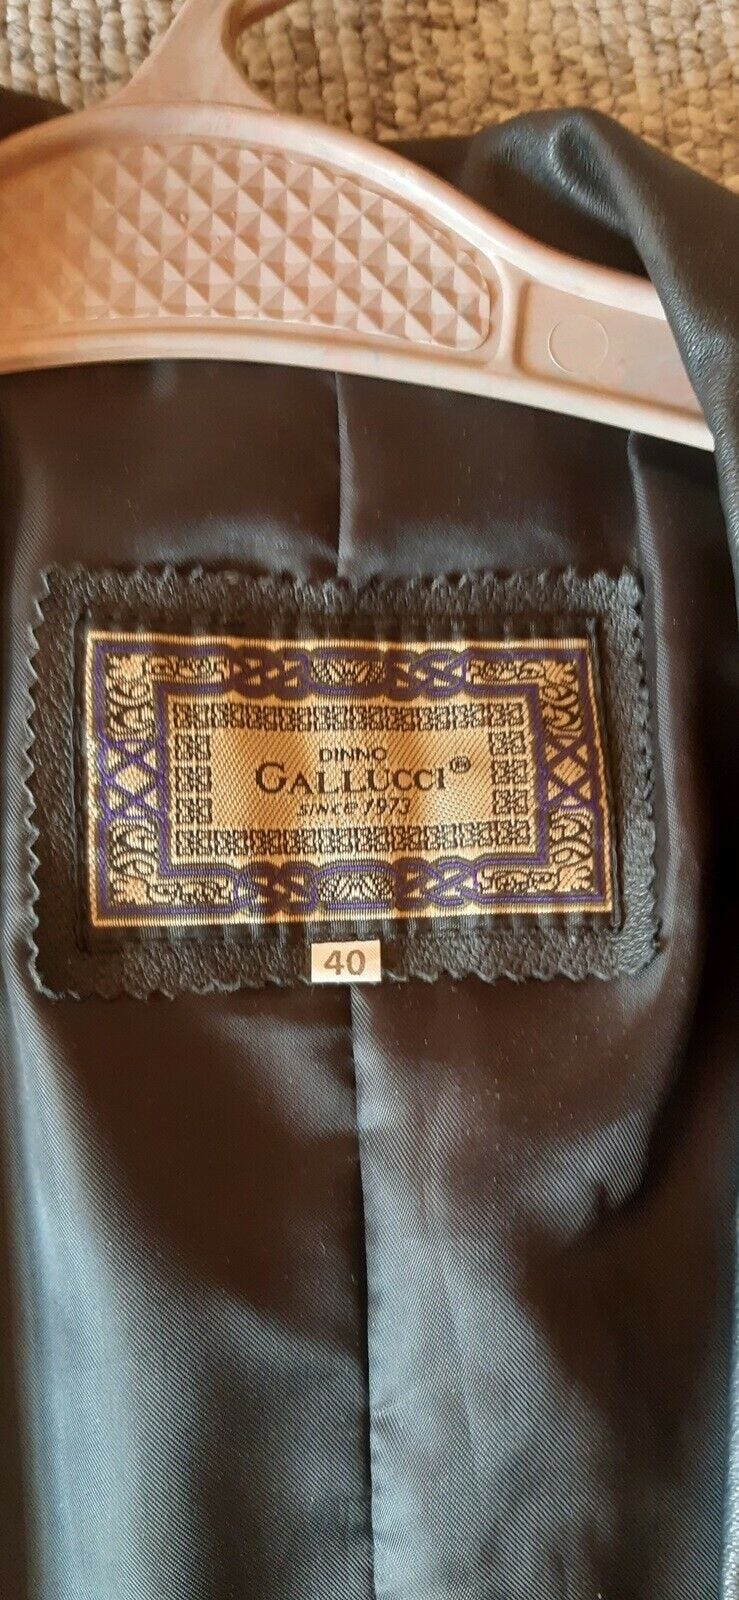 DINNO
GALLUCCI®
SINCE 1973
40